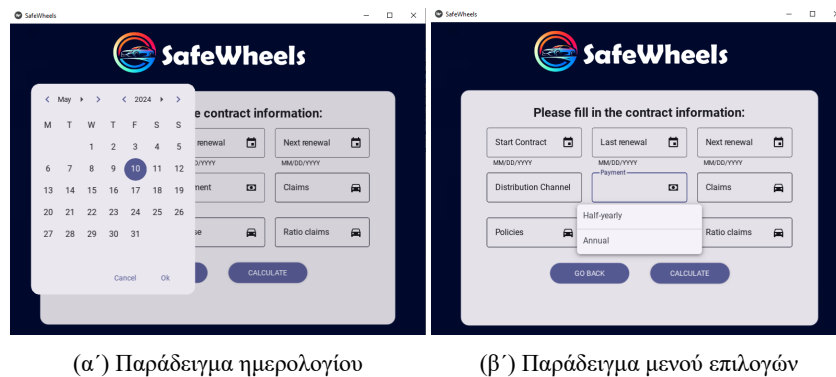 SafeWheels
SafeWheels
May 2024
M T W T F S S
1 2 3 4 5
6 7 8 9 10 11 12
13 14 15 16 17 18 19
20 21 22 23 24 25 26
27 28 29 30 31
Cancel Ok
e contract information:
renewal
Next renewal
D/YYYY
MM/DD/YYYY
ment
Claims
se
Ratio claims
CALCULATE
(α΄) Παράδειγμα ημερολογίου
SafeWheels
SafeWheels
Please fill in the contract information:
Start Contract
Last renewal
Next renewal
MM/DD/YYYY
MM/DD/YYYY
MM/DD/YYYY
Distribution Channel
Payment
Claims
Half-yearly
Annual
Policies
Ratio claims
GO BACK
CALCULATE
(β΄) Παράδειγμα μενού επιλογών